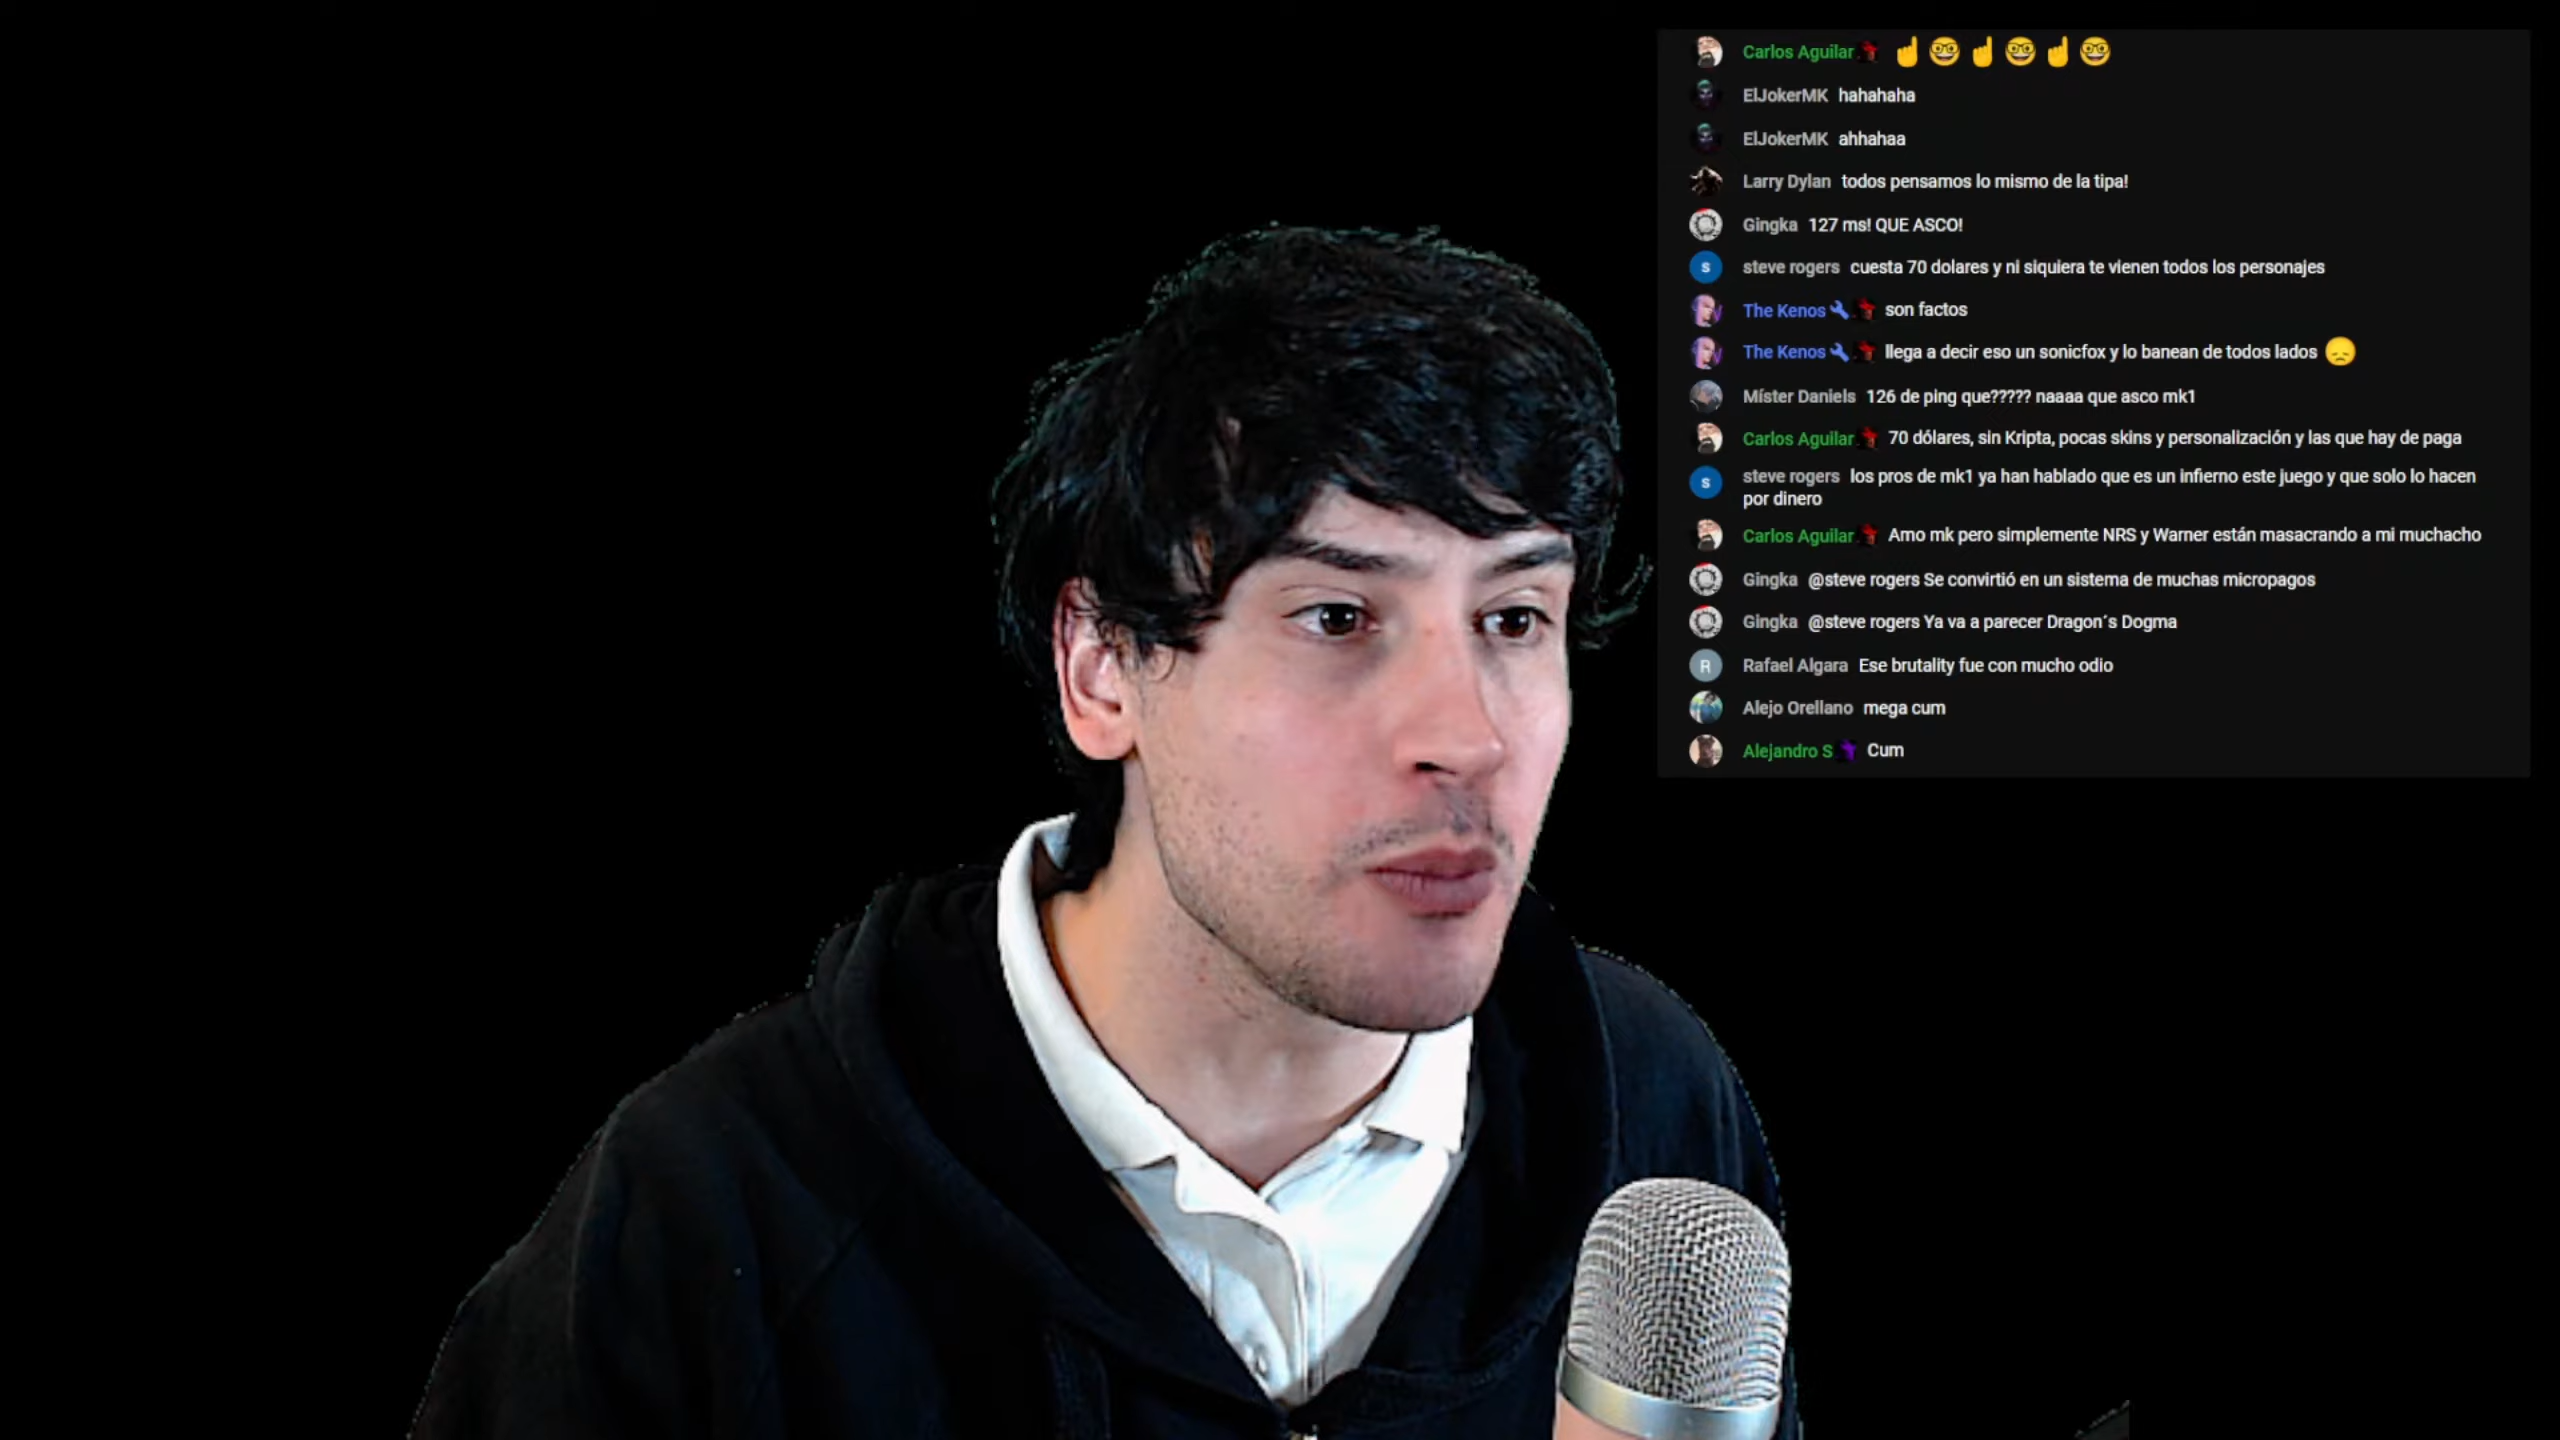 Carlos Aguilar ☝🤓☝🤓☝🤓
ElJokerMK hahahaha
ElJokerMK ahhahaa
Larry Dylan todos pensamos lo mismo de la tipa!
Gingka 127 ms! QUE ASCO!
S steve rogers cuesta 70 dolares y ni siquiera te vienen todos los personajes
The Kenos son factos
The Kenos llega a decir eso un sonicfox y lo banean de todos lados 😞
Míster Daniels 126 de ping que????? naaaa que asco mk1
Carlos Aguilar 70 dólares, sin Kripta, pocas skins y personalización y las que hay de paga
S steve rogers los pros de mk1 ya han hablado que es un infierno este juego y que solo lo hacen
por dinero
Carlos Aguilar Amo mk pero simplemente NRS y Warner están masacrando a mi muchacho
Gingka @steve rogers Se convirtió en un sistema de muchas micropagos
Gingka @steve rogers Ya va a parecer Dragon´s Dogma
R Rafael Algara Ese brutality fue con mucho odio
Alejo Orellano mega cum
Alejandro S Cum